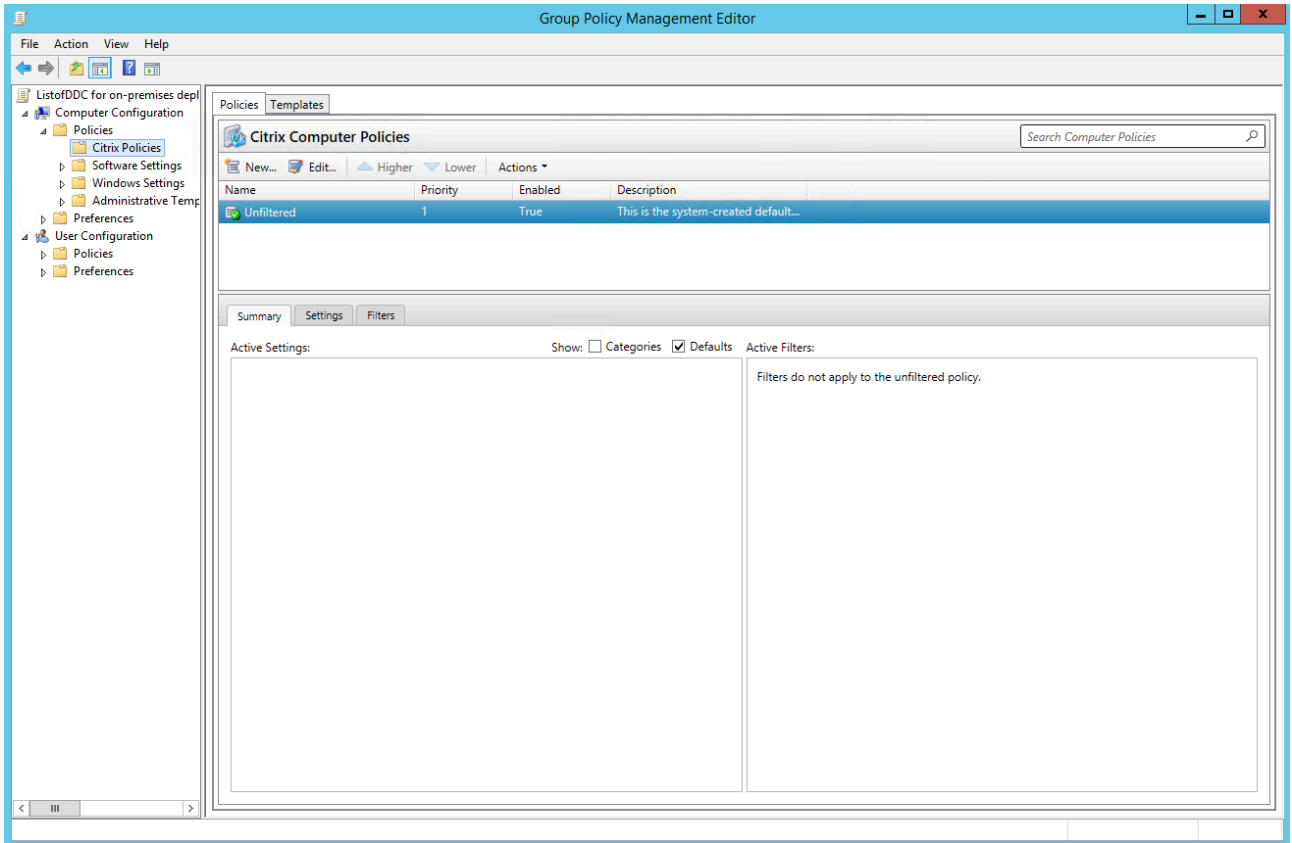 Group Policy Management Editor
File Action View Help
ListofDDC for on-premises depl
Computer Configuration
Policies
Citrix Policies
Software Settings
Windows Settings
Administrative Temp
Preferences
User Configuration
Policies
Preferences
Policies Templates
Citrix Computer Policies
Search Computer Policies
New... Edit... Higher Lower Actions
Name Priority Enabled Description
Unfiltered 1 True This is the system-created default...
Summary Settings Filters
Active Settings: Show: Categories Defaults Active Filters:
Filters do not apply to the unfiltered policy.